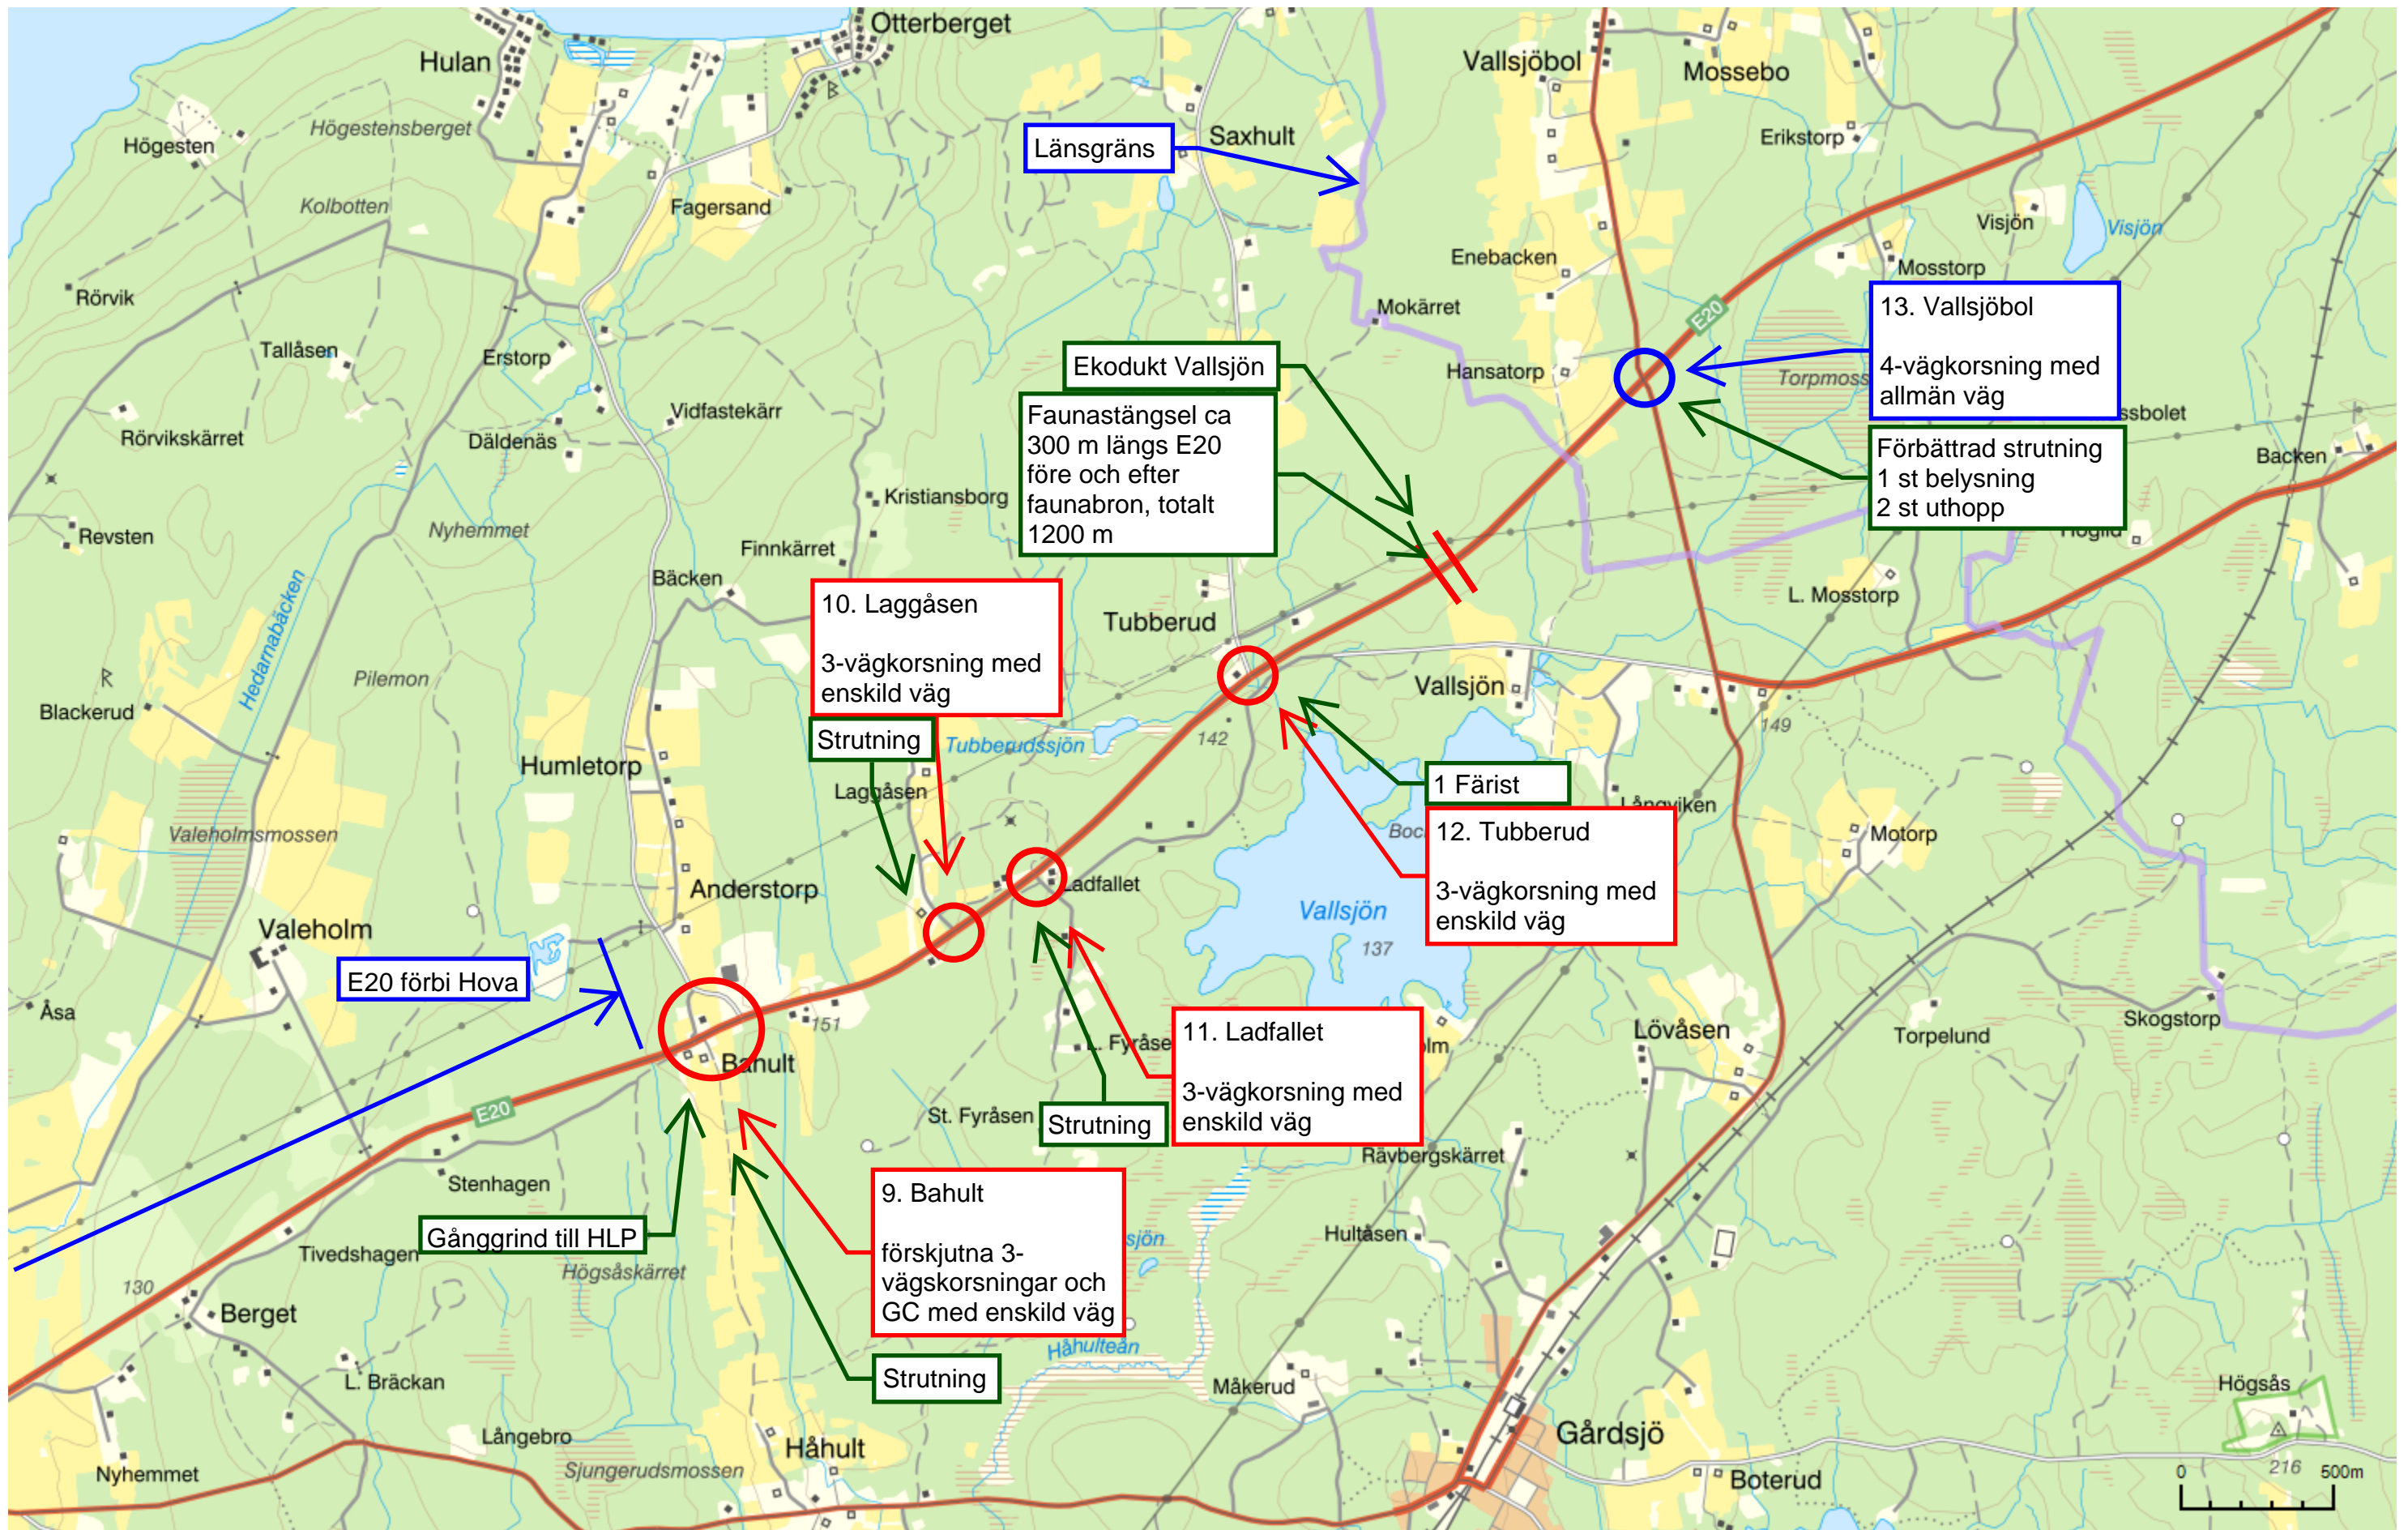 Otterberget
Hulan
Vallsjöbol
Mossebo
Högestensberget
Högesten
Länsgräns
Saxhult
Erikstorp
Kolbotten
Fagersand
Visjön
Visjön
Enebacken
Mosstorp
Rörvik
Mokärret
E20
13. Vallsjöbol
4-vägkorsning med
allmän väg
Tallåsen
Erstorp
Ekodukt Vallsjön
Hansatorp
Faunastängsel ca
300 m längs E20
före och efter
faunabron, totalt
1200 m
Vidfastekärr
Rörvikskärret
Däldenäs
Förbättrad strutning
1 st belysning
2 st uthopp
Backen
Kristiansborg
Revsten
Nyhemmet
Finnkärret
Bäcken
Hedarnabäcken
10. Laggåsen
3-vägkorsning med
enskild väg
L. Mosstorp
Tubberud
Pilemon
Vallsjön
Blackerud
149
Strutning
Tubberudssjön
142
Humletorp
1 Färist
Laggåsen
Långviken
Valeholmsmossen
12. Tubberud
3-vägkorsning med
enskild väg
Motorp
Anderstorp
Ladfallet
Vallsjön
137
Valeholm
E20 förbi Hova
Åsa
151
Skogstorp
Lövåsen
Torpelund
Bahult
11. Ladfallet
3-vägkorsning med
enskild väg
E20
St. Fyråsen
Strutning
Rävbergskärret
Stenhagen
9. Bahult
förskjutna 3-
vägskorsningar och
GC med enskild väg
Gånggrind till HLP
Hultåsen
Tivedshagen
Högsåskärret
130
Berget
Håhulteån
Strutning
L. Bräckan
Måkerud
Högsås
Långebro
Håhult
Gårdsjö
Nyhemmet
Sjungerudsmossen
Boterud
216
0 500m